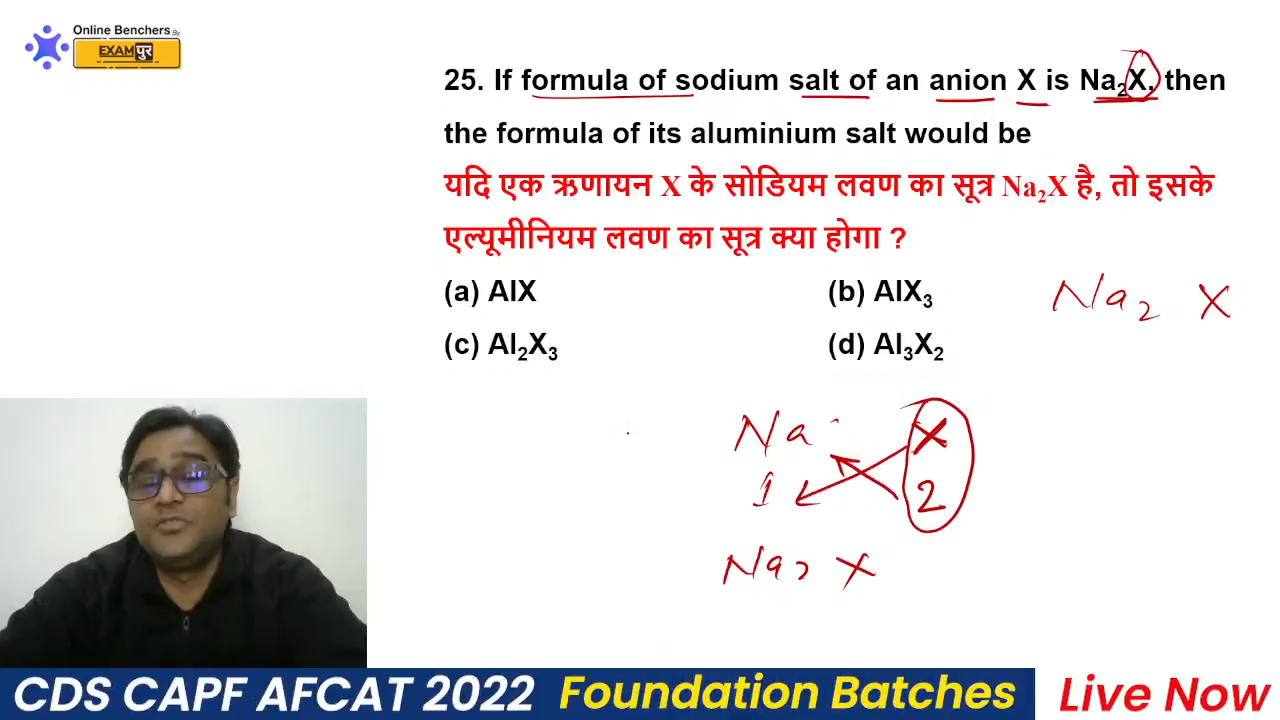 Online Benchers By
EXAMपुर
25. If formula of sodium salt of an anion X is Na₂X, then
the formula of its aluminium salt would be
यदि एक ऋणायन X के सोडियम लवण का सूत्र Na₂X है, तो इसके
एल्यूमीनियम लवण का सूत्र क्या होगा ?
(a) AlX (b) AlX₃
(c) Al₂X₃ (d) Al₃X₂
Na₂ X
Na X
1 2
Na₂ X
CDS CAPF AFCAT 2022 Foundation Batches Live Now